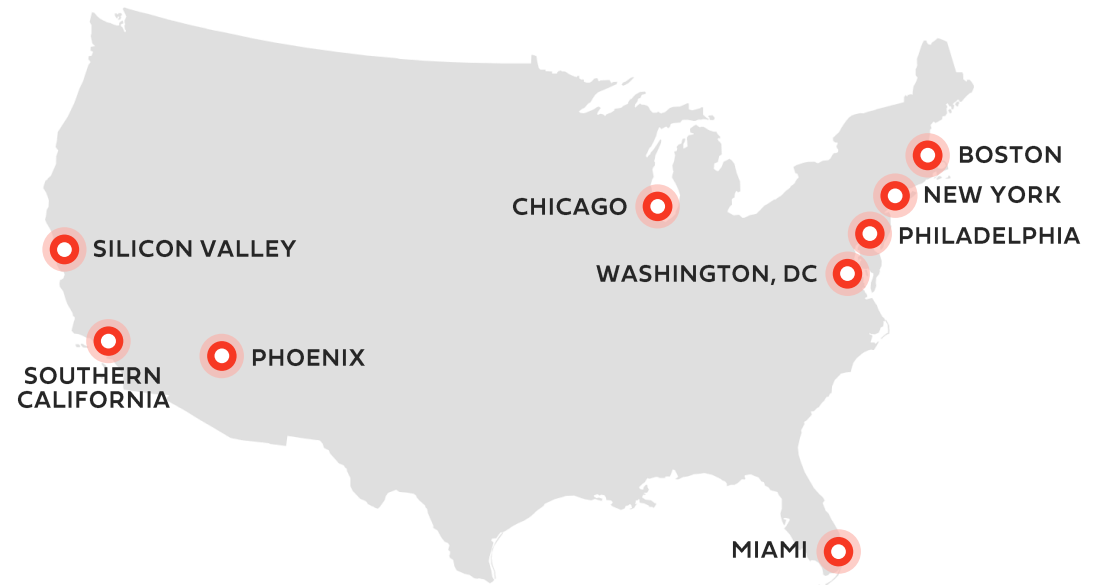 BOSTON
NEW YORK
CHICAGO
PHILADELPHIA
SILICON VALLEY
WASHINGTON, DC
PHOENIX
SOUTHERN
CALIFORNIA
MIAMI